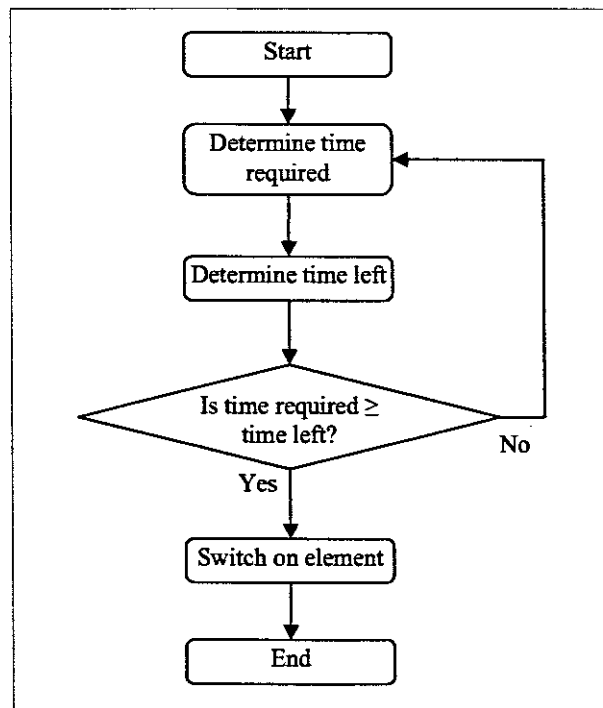 Start
Determine time
required
Determine time left
Is time required ≥
time left?
No
Yes
Switch on element
End